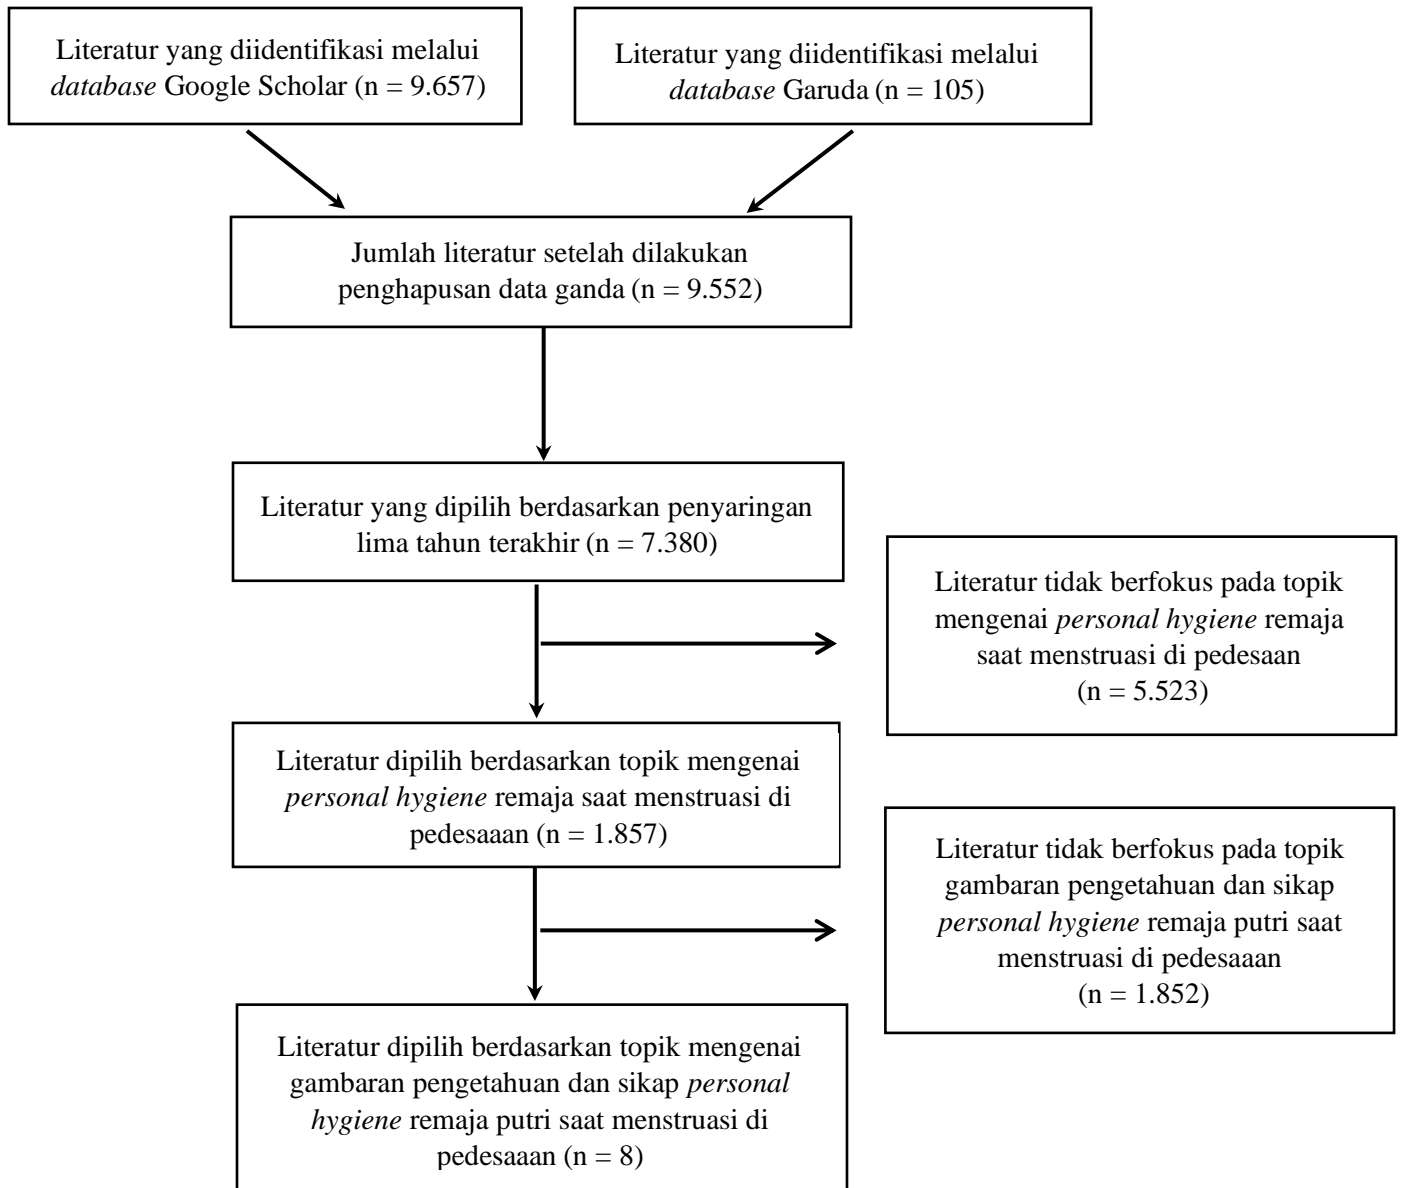 Literatur yang diidentifikasi melalui
database Google Scholar (n = 9.657)
Literatur yang diidentifikasi melalui
database Garuda (n = 105)
Jumlah literatur setelah dilakukan
penghapusan data ganda (n = 9.552)
Literatur yang dipilih berdasarkan penyaringan
lima tahun terakhir (n = 7.380)
Literatur tidak berfokus pada topik
mengenai personal hygiene remaja
saat menstruasi di pedesaan
(n = 5.523)
Literatur dipilih berdasarkan topik mengenai
personal hygiene remaja saat menstruasi di
pedesaaan (n = 1.857)
Literatur tidak berfokus pada topik
gambaran pengetahuan dan sikap
personal hygiene remaja putri saat
menstruasi di pedesaaan
(n = 1.852)
Literatur dipilih berdasarkan topik mengenai
gambaran pengetahuan dan sikap personal
hygiene remaja putri saat menstruasi di
pedesaaan (n = 8)